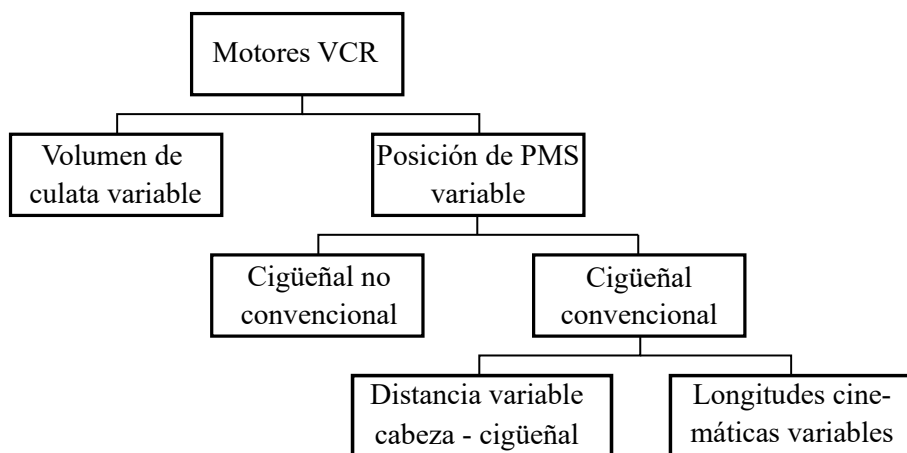 Motores VCR
Volumen de
culata variable
Posición de PMS
variable
Cigüeñal no
convencional
Cigüeñal
convencional
Distancia variable
cabeza - cigüeñal
Longitudes cine-
máticas variables